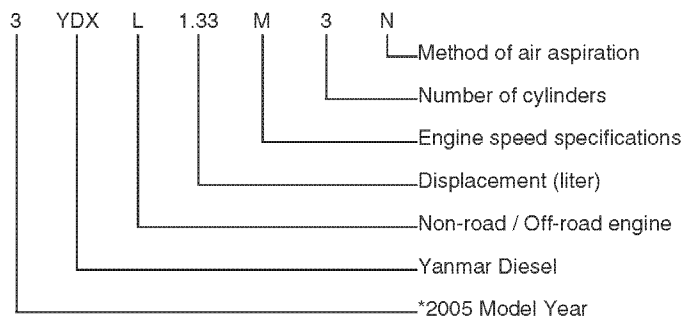 3 YDX L 1.33 M 3 N
Method of air aspiration
Number of cylinders
Engine speed specifications
Displacement (liter)
Non-road / Off-road engine
Yanmar Diesel
*2005 Model Year